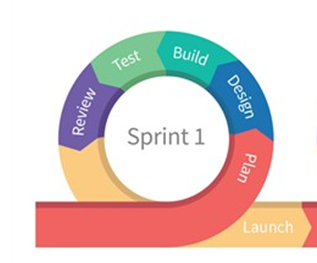 Plan
Design
Build
Test
Review
Sprint 1
Launch